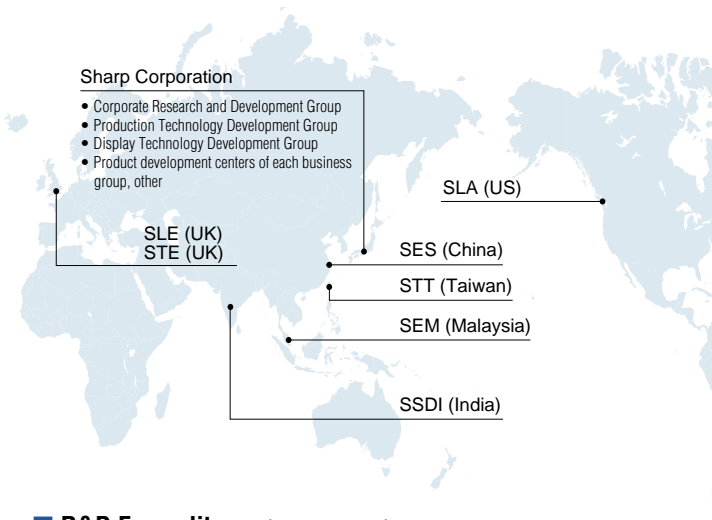 Sharp Corporation
• Corporate Research and Development Group
• Production Technology Development Group
• Display Technology Development Group
• Product development centers of each business
group, other
SLA (US)
SLE (UK)
STE (UK)
SES (China)
STT (Taiwan)
SEM (Malaysia)
SSDI (India)